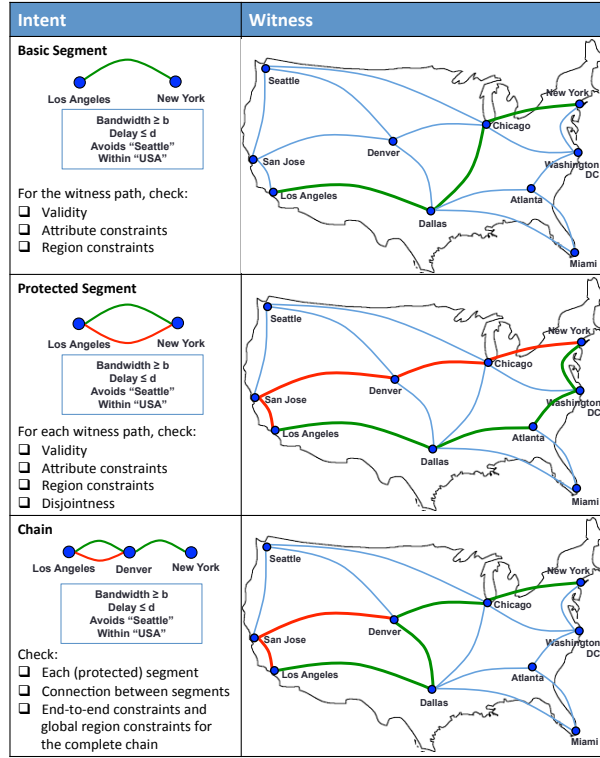 Intent
Witness
Basic Segment
Los Angeles
New York
Bandwidth ≥ b
Delay ≤ d
Avoids “Seattle”
Within “USA”
For the witness path, check:
❑ Validity
❑ Attribute constraints
❑ Region constraints
Seattle
New York
Chicago
San Jose
Denver
Washington
DC
Los Angeles
Atlanta
Dallas
Miami
Protected Segment
Los Angeles
New York
Bandwidth ≥ b
Delay ≤ d
Avoids “Seattle”
Within “USA”
For each witness path, check:
❑ Validity
❑ Attribute constraints
❑ Region constraints
❑ Disjointness
Seattle
New York
Chicago
Denver
San Jose
Washington
DC
Los Angeles
Atlanta
Dallas
Miami
Chain
Los Angeles
Denver
New York
Bandwidth ≥ b
Delay ≤ d
Avoids “Seattle”
Within “USA”
Check:
❑ Each (protected) segment
❑ Connection between segments
❑ End-to-end constraints and
global region constraints for
the complete chain
Seattle
New York
Chicago
Denver
San Jose
Washington
DC
Los Angeles
Atlanta
Dallas
Miami